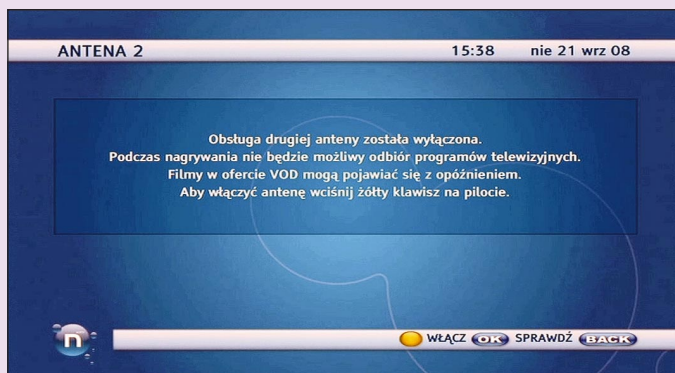 ANTENA 2 15:38 nie 21 wrz 08
Obsługa drugiej anteny została wyłączona.
Podczas nagrywania nie będzie możliwy odbiór programów telewizyjnych.
Filmy w ofercie VOD mogą pojawiać się z opóźnieniem.
Aby włączyć antenę wciśnij żółty klawisz na pilocie.
n WŁĄCZ OK SPRAWDŹ BACK